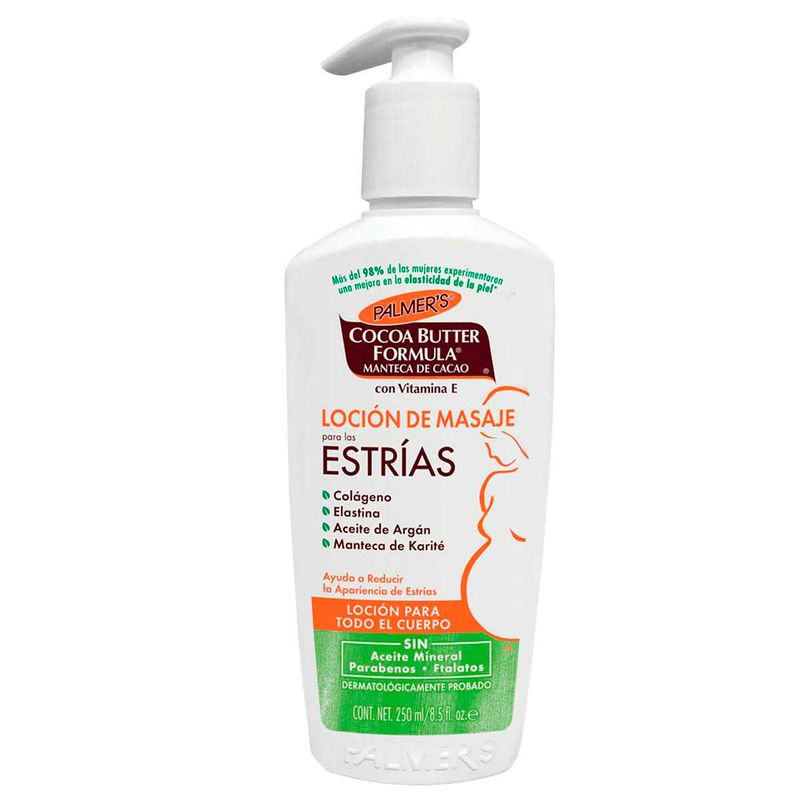 Más del 98% de las mujeres experimentaron
una mejora en la elasticidad de la piel*
PALMER'S®
COCOA BUTTER
FORMULA®
MANTECA DE CACAO ®
con Vitamina E
LOCIÓN DE MASAJE
para las
ESTRÍAS
Colágeno
Elastina
Aceite de Argán
Manteca de Karité
Ayuda a Reducir
la Apariencia de Estrías
LOCIÓN PARA
TODO EL CUERPO
SIN
Aceite Mineral
Parabenos • Ftalatos
DERMATOLÓGICAMENTE PROBADO
CONT. NET. 250 ml/8.5 fl. oz.e
PALMER'S